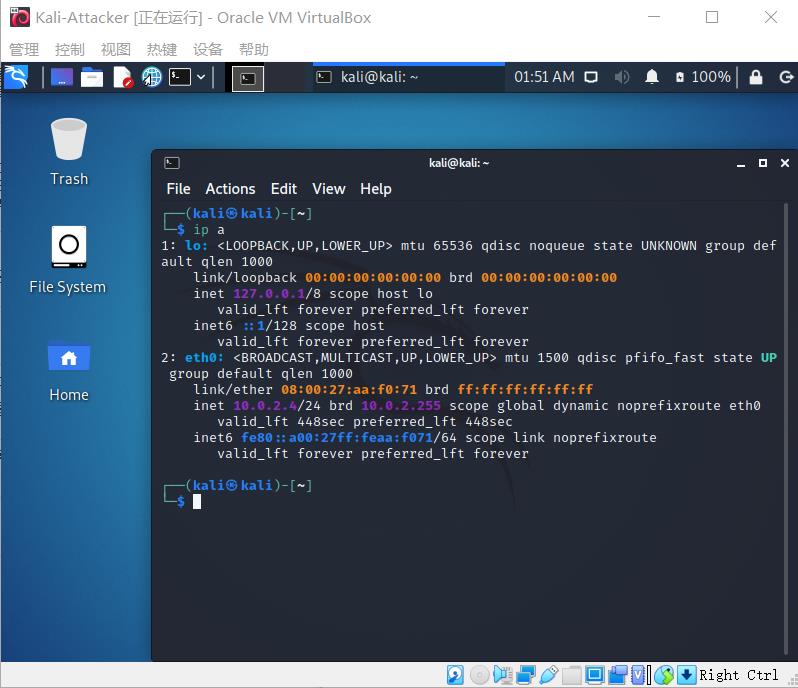 Kali-Attacker [正在运行] - Oracle VM VirtualBox
管理 控制 视图 热键 设备 帮助
kali@kali: ~ 01:51 AM 100%
Trash
File System
Home
kali@kali: ~
File Actions Edit View Help
┌──(kali㉿kali)-[~]
└─$ ip a
1: lo: <LOOPBACK,UP,LOWER_UP> mtu 65536 qdisc noqueue state UNKNOWN group def
ault qlen 1000
link/loopback 00:00:00:00:00:00 brd 00:00:00:00:00:00
inet 127.0.0.1/8 scope host lo
valid_lft forever preferred_lft forever
inet6 ::1/128 scope host
valid_lft forever preferred_lft forever
2: eth0: <BROADCAST,MULTICAST,UP,LOWER_UP> mtu 1500 qdisc pfifo_fast state UP
group default qlen 1000
link/ether 08:00:27:aa:f0:71 brd ff:ff:ff:ff:ff:ff
inet 10.0.2.4/24 brd 10.0.2.255 scope global dynamic noprefixroute eth0
valid_lft 448sec preferred_lft 448sec
inet6 fe80::a00:27ff:feaa:f071/64 scope link noprefixroute
valid_lft forever preferred_lft forever
┌──(kali㉿kali)-[~]
└─$
Right Ctrl